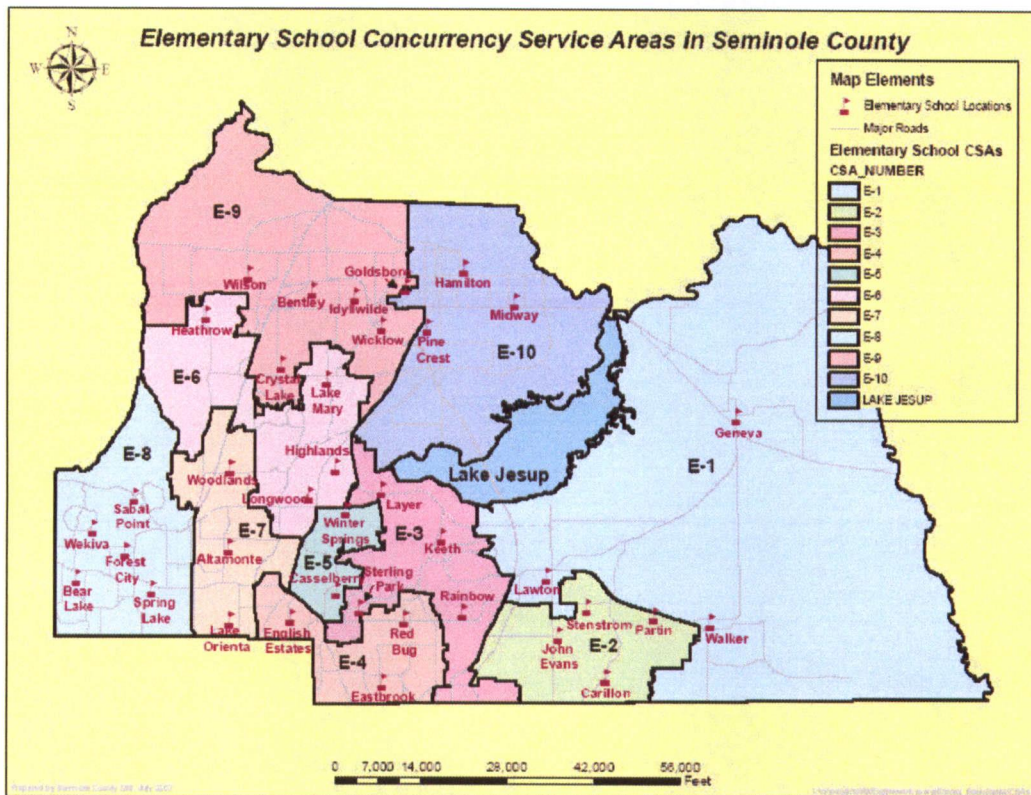 Elementary School Concurrency Service Areas in Seminole County
N
W
E
S
Map Elements
Elementary School Locations
Major Roads
Elementary School CSAs
CSA_NUMBER
E-1
E-2
E-3
E-4
E-5
E-6
E-7
E-8
E-9
E-10
LAKE JESUP
E-9
Goldsboro
Wilson
Bentley
Idyllwilde
Hamilton
Midway
Heathrow
Wicklow
Pine
Crest
E-10
E-6
Crystal
Lake
Lake
Mary
Geneva
E-8
Highlands
Lake Jesup
E-1
Woodlands
Longwood
Layer
Sabal
Point
Winter
Springs
E-3
Wekiva
E-7
Keeth
Forest
City
Altamonte
E-5
Casselberry
Sterling
Park
Bear
Lake
Spring
Lake
Rainbow
Lawton
Lake
Orienta
English
Estates
Red
Bug
Stenstrom
Partin
Walker
E-4
John
Evans
E-2
Eastbrook
Carillon
0 7,000 14,000 28,000 42,000 56,000
Feet